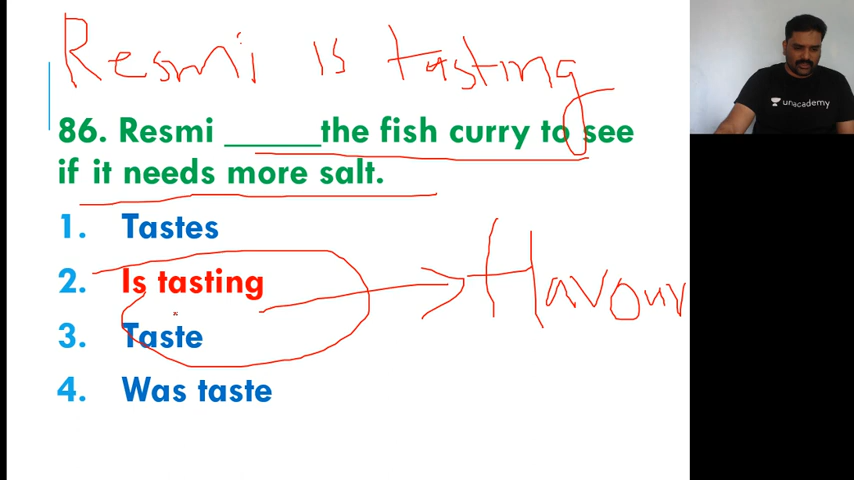 Resmi is tasting
86. Resmi ______the fish curry to see
if it needs more salt.
1. Tastes
2. Is tasting
Havour
3. Taste
4. Was taste
unacademy